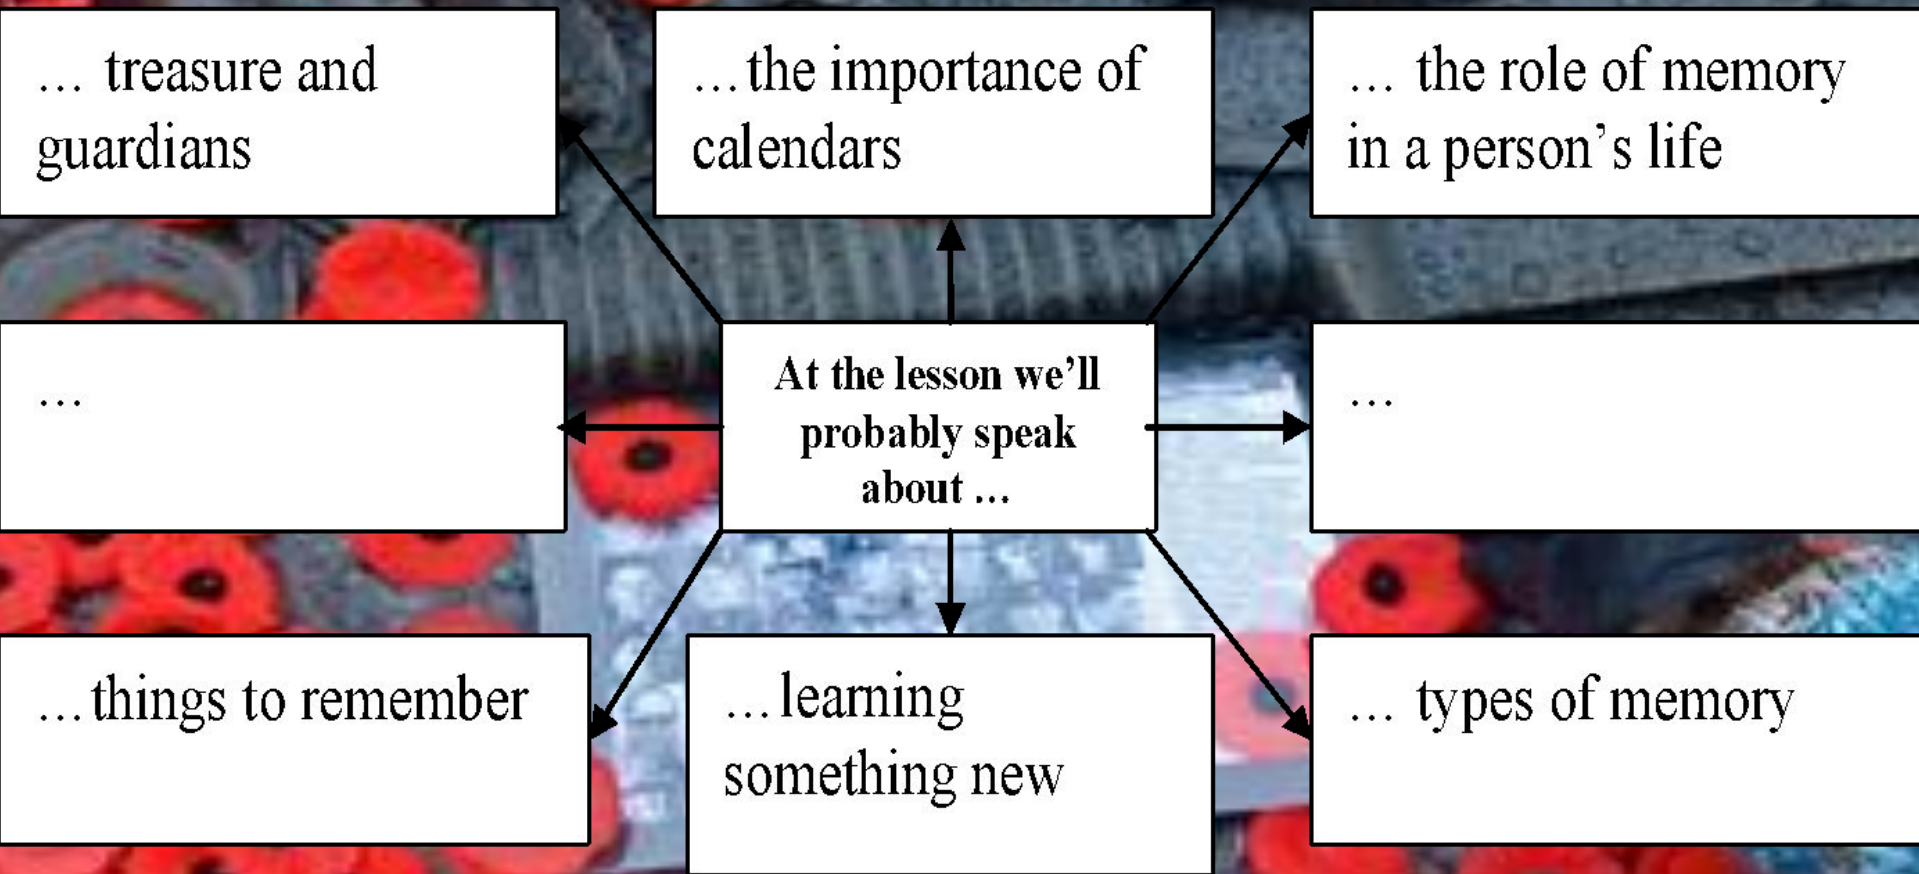 … treasure and
guardians
…the importance of
calendars
… the role of memory
in a person’s life
…
At the lesson we’ll
probably speak
about …
…
…things to remember
…learning
something new
… types of memory